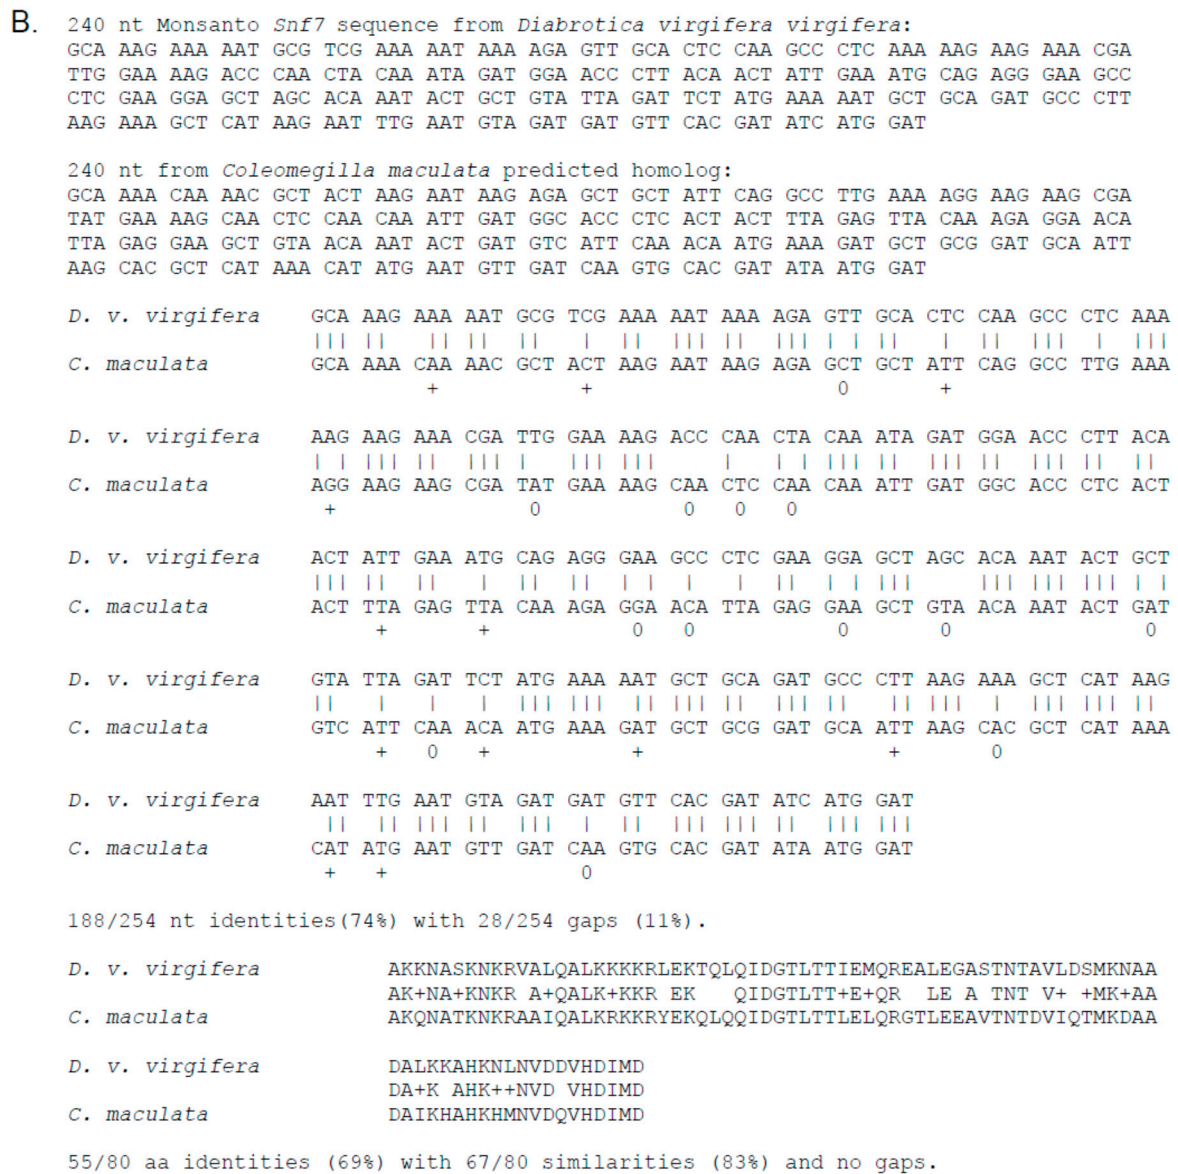 B.
240 nt Monsanto Snf7 sequence from Diabrotica virgifera virgifera:
GCA AAG AAA AAT GCG TCG AAA AAT AAA AGA GTT GCA CTC CAA GCC CTC AAA AAG AAG AAA CGA
TTG GAA AAG ACC CAA CTA CAA ATA GAT GGA ACC CTT ACA ACT ATT GAA ATG CAG AGG GAA GCC
CTC GAA GGA GCT AGC ACA AAT ACT GCT GTA TTA GAT TCT ATG AAA AAT GCT GCA GAT GCC CTT
AAG AAA GCT CAT AAG AAT TTG AAT GTA GAT GAT GTT CAC GAT ATC ATG GAT
240 nt from Coleomegilla maculata predicted homolog:
GCA AAA CAA AAC GCT ACT AAG AAT AAG AGA GCT GCT ATT CAG GCC TTG AAA AGG AAG AAG CGA
TAT GAA AAG CAA CTC CAA CAA ATT GAT GGC ACC CTC ACT ACT TTA GAG TTA CAA AGA GGA ACA
TTA GAG GAA GCT GTA ACA AAT ACT GAT GTC ATT CAA ACA ATG AAA GAT GCT GCG GAT GCA ATT
AAG CAC GCT CAT AAA CAT ATG AAT GTT GAT CAA GTG CAC GAT ATA ATG GAT
D. v. virgifera GCA AAG AAA AAT GCG TCG AAA AAT AAA AGA GTT GCA CTC CAA GCC CTC AAA
||| || || || || | || ||| || ||| | | || | || ||| | |||
C. maculata GCA AAA CAA AAC GCT ACT AAG AAT AAG AGA GCT GCT ATT CAG GCC TTG AAA
+ + 0 +
D. v. virgifera AAG AAG AAA CGA TTG GAA AAG ACC CAA CTA CAA ATA GAT GGA ACC CTT ACA
| | ||| || ||| | ||| ||| | | | ||| || ||| || ||| || ||
C. maculata AGG AAG AAG CGA TAT GAA AAG CAA CTC CAA CAA ATT GAT GGC ACC CTC ACT
+ 0 0 0 0
D. v. virgifera ACT ATT GAA ATG CAG AGG GAA GCC CTC GAA GGA GCT AGC ACA AAT ACT GCT
||| || || | || || | | | | || | | ||| ||| ||| ||| | |
C. maculata ACT TTA GAG TTA CAA AGA GGA ACA TTA GAG GAA GCT GTA ACA AAT ACT GAT
+ + 0 0 0 0 0
D. v. virgifera GTA TTA GAT TCT ATG AAA AAT GCT GCA GAT GCC CTT AAG AAA GCT CAT AAG
|| | | | ||| ||| || ||| || ||| || || ||| | ||| ||| ||
C. maculata GTC ATT CAA ACA ATG AAA GAT GCT GCG GAT GCA ATT AAG CAC GCT CAT AAA
+ 0 + + + 0
D. v. virgifera AAT TTG AAT GTA GAT GAT GTT CAC GAT ATC ATG GAT
|| || ||| || ||| | || ||| ||| || ||| |||
C. maculata CAT ATG AAT GTT GAT CAA GTG CAC GAT ATA ATG GAT
+ + 0
188/254 nt identities(74%) with 28/254 gaps (11%).
D. v. virgifera AKKNASKNKRVALQALKKKKRLEKTQLQIDGTLTTIEMQREALEGASTNTAVLDSMKNAA
AK+NA+KNKR A+QALK+KKR EK QIDGTLTT+E+QR LE A TNT V+ +MK+AA
C. maculata AKQNATKNKRAAIQALKRKKRYEKQLQQIDGTLTTLELQRGTLEEAVTNTDVIQTMKDAA
D. v. virgifera DALKKAHKNLNVDDVHDIMD
DA+K AHK++NVD VHDIMD
C. maculata DAIKHAHKHMNVDQVHDIMD
55/80 aa identities (69%) with 67/80 similarities (83%) and no gaps.